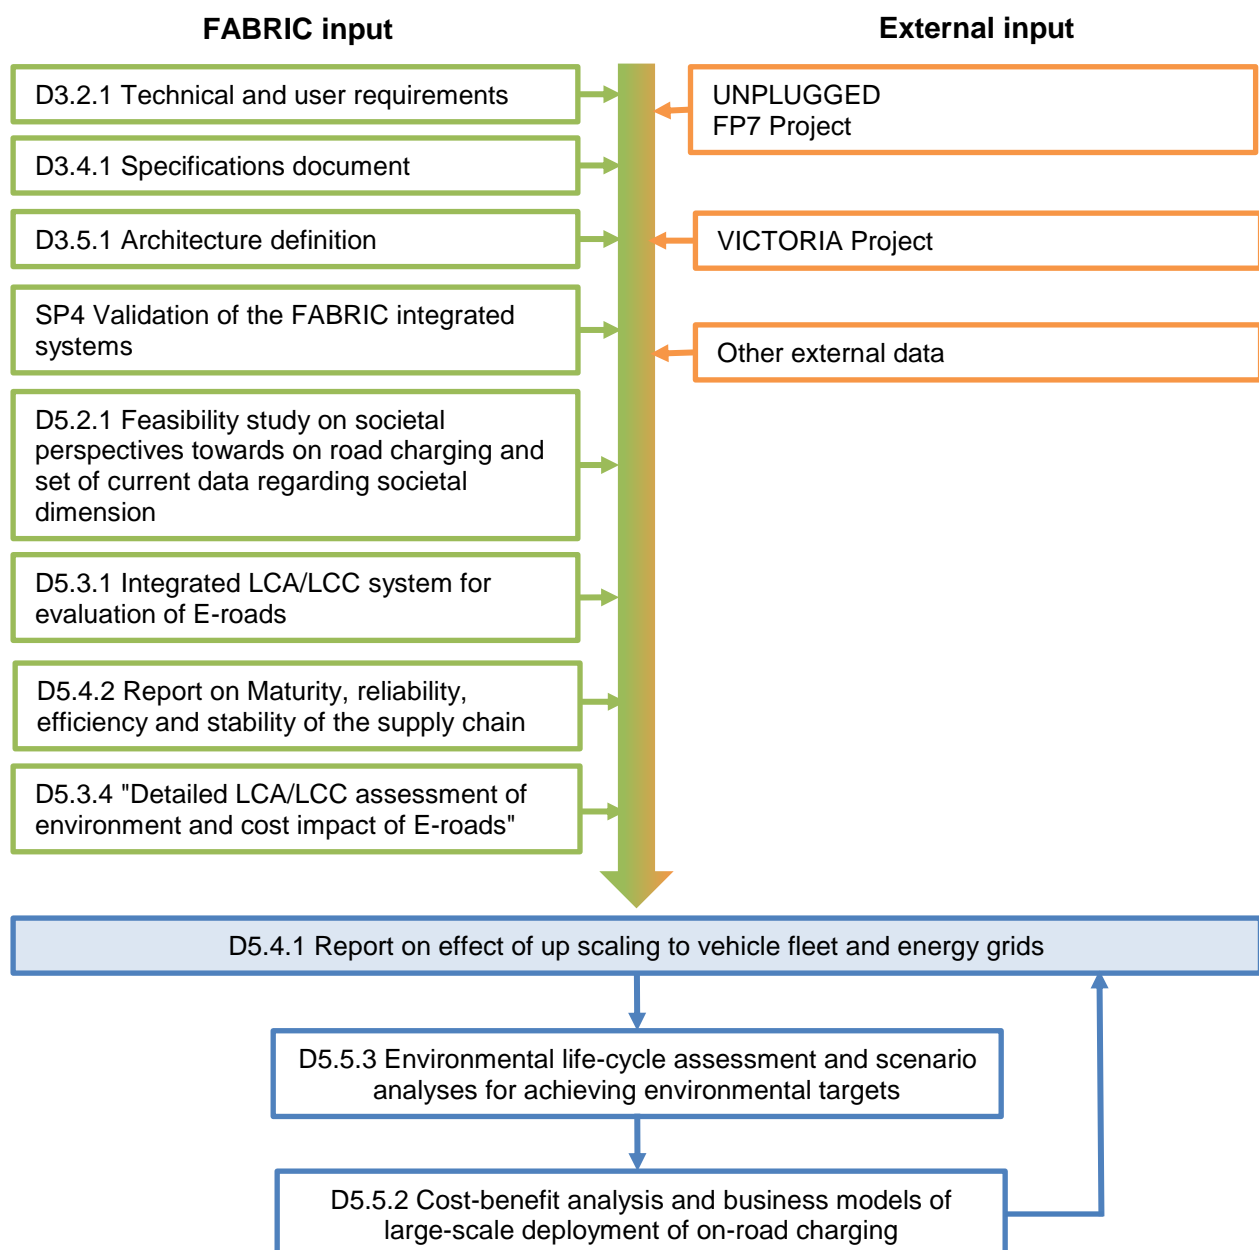 FABRIC input
External input
D3.2.1 Technical and user requirements
D3.4.1 Specifications document
D3.5.1 Architecture definition
SP4 Validation of the FABRIC integrated
systems
D5.2.1 Feasibility study on societal
perspectives towards on road charging and
set of current data regarding societal
dimension
D5.3.1 Integrated LCA/LCC system for
evaluation of E-roads
D5.4.2 Report on Maturity, reliability,
efficiency and stability of the supply chain
D5.3.4 "Detailed LCA/LCC assessment of
environment and cost impact of E-roads"
UNPLUGGED
FP7 Project
VICTORIA Project
Other external data
D5.4.1 Report on effect of up scaling to vehicle fleet and energy grids
D5.5.3 Environmental life-cycle assessment and scenario
analyses for achieving environmental targets
D5.5.2 Cost-benefit analysis and business models of
large-scale deployment of on-road charging